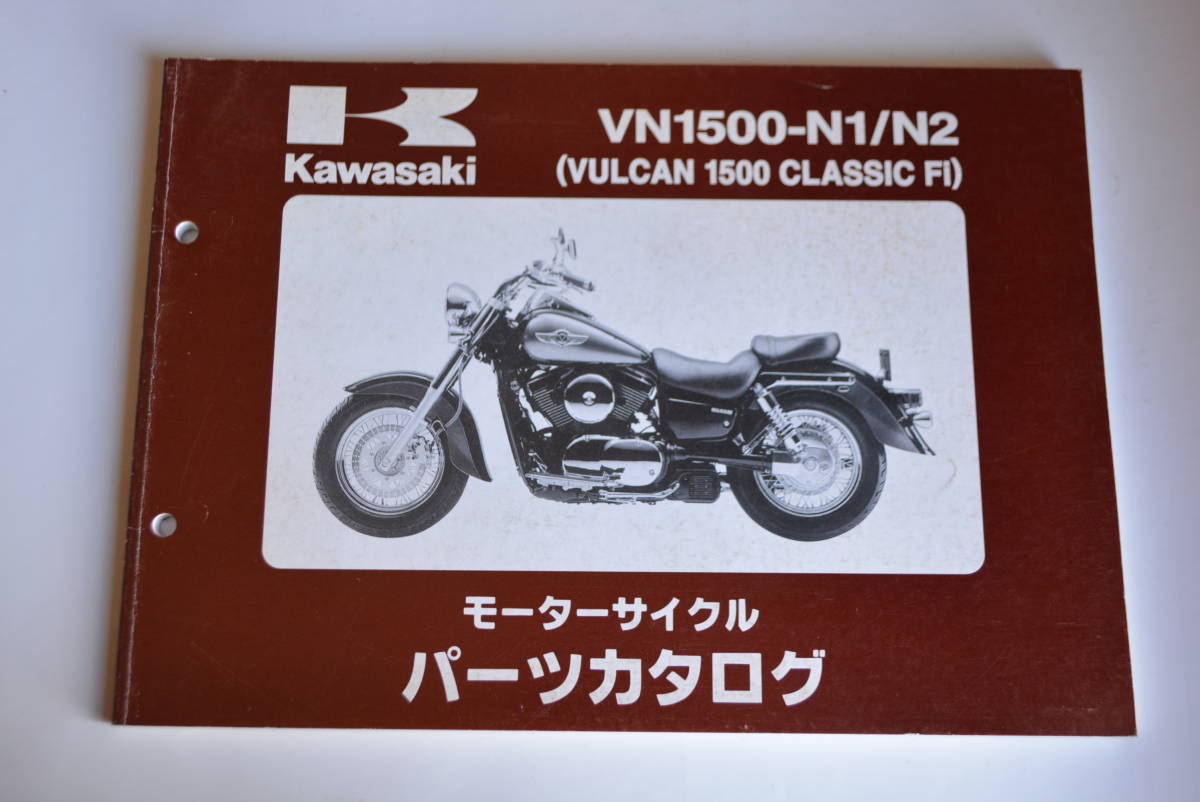 Kawasaki
VN1500-N1/N2
(VULCAN 1500 CLASSIC Fi)
モーターサイクル
パーツカタログ